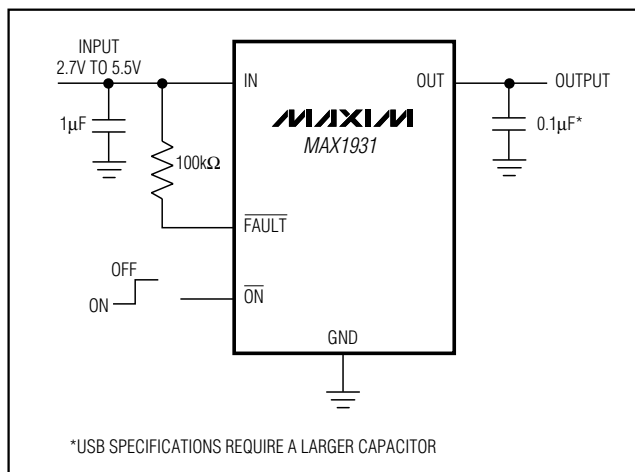 INPUT
2.7V TO 5.5V
IN
OUT
OUTPUT
1µF
MAXIM
MAX1931
0.1µF*
100kΩ
FAULT
OFF
ON
ON
GND
*USB SPECIFICATIONS REQUIRE A LARGER CAPACITOR